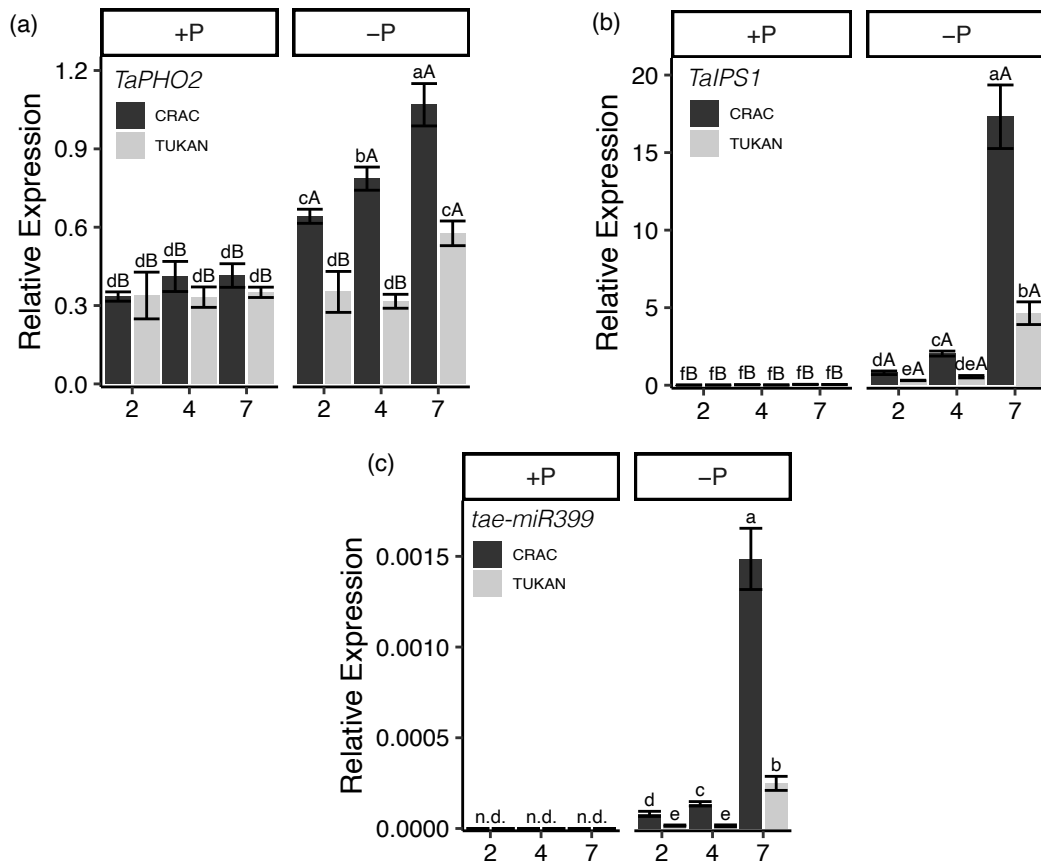 (a)
+P
−P
TaPHO2
CRAC
TUKAN
Relative Expression
1.2
0.9
0.6
0.3
0.0
dB dB dB dB dB dB
cA dB bA dB aA cA
2 4 7 2 4 7
(b)
+P
−P
TaIPS1
CRAC
TUKAN
Relative Expression
20
15
10
5
0
fB fB fB fB fB fB
dA eA cA deA aA bA
2 4 7 2 4 7
(c)
+P
−P
tae-miR399
CRAC
TUKAN
Relative Expression
0.0015
0.0010
0.0005
0.0000
n.d. n.d. n.d.
d e c e a b
2 4 7 2 4 7